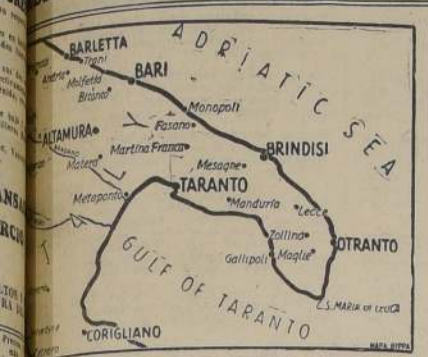 ADRIATIC SEA
BARLETTA
Trani
Andria
Molfetta
BARI
Monopoli
ALTAMURA
Fasano
BRINDISI
Martina Franca
Matera
Mesagne
TARANTO
Metaponto
Manduria
Lecce
Zollino
OTRANTO
Gallipoli
Maglie
GULF OF TARANTO
S. MARIA DI LEUCA
CORIGLIANO